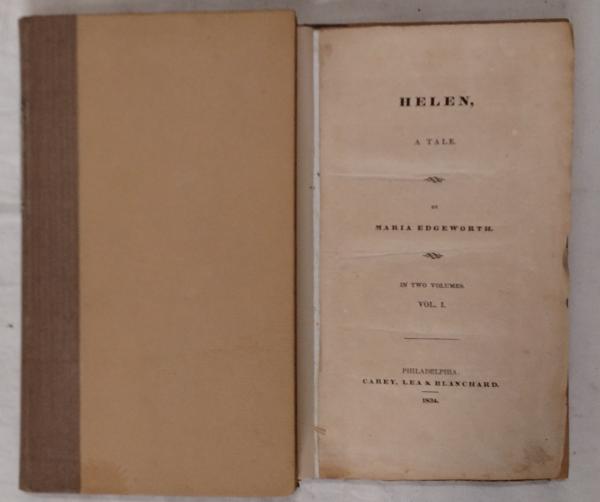 HELEN,
A TALE.
BY
MARIA EDGEWORTH.
IN TWO VOLUMES.
VOL. I.
PHILADELPHIA:
CAREY, LEA & BLANCHARD.
1834.